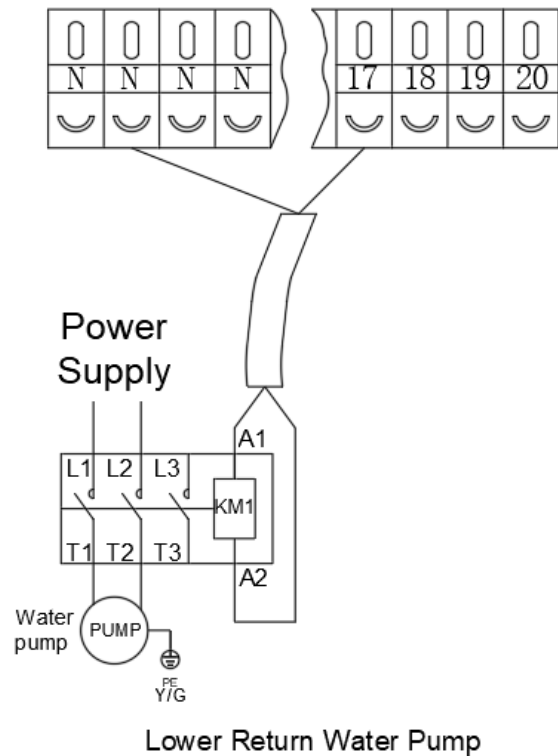 N N N N 17 18 19 20
Power
Supply
A1
L1 L2 L3
KM1
T1 T2 T3
A2
Water
pump
PUMP
PE
Y/G
Lower Return Water Pump